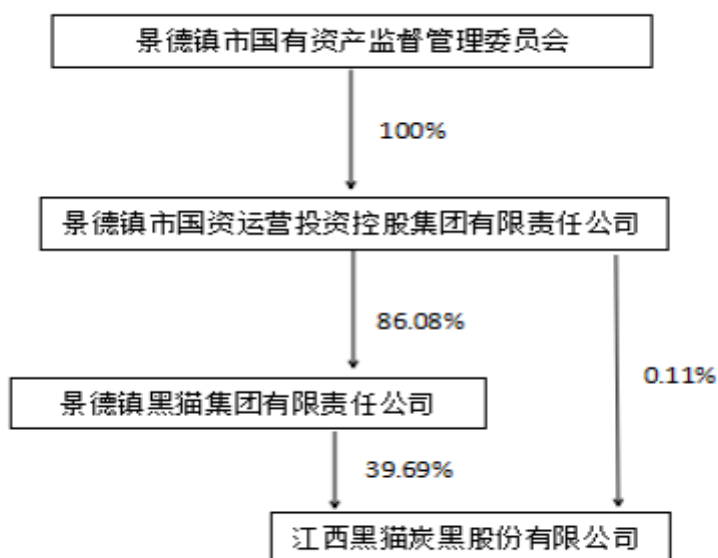 景德镇市国有资产监督管理委员会
100%
景德镇市国资运营投资控股集团有限责任公司
86.08%
0.11%
景德镇黑猫集团有限责任公司
39.69%
江西黑猫炭黑股份有限公司